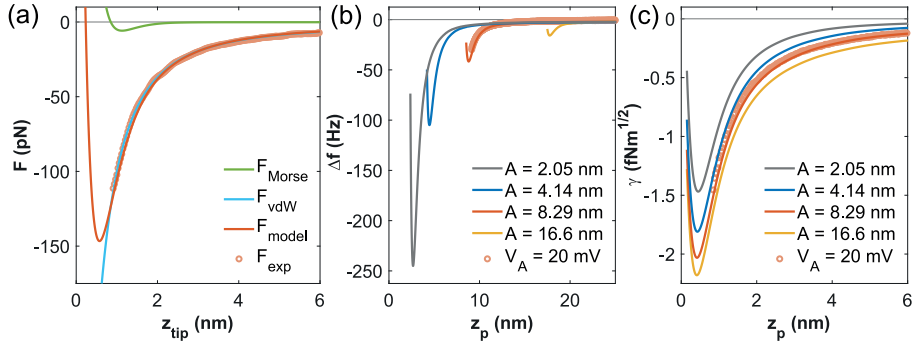 (a)
F (pN)
0
-50
-100
-150
F_Morse
F_vdW
F_model
F_exp
0 2 4 6
z_tip (nm)
(b)
Δf (Hz)
0
-50
-100
-150
-200
-250
A = 2.05 nm
A = 4.14 nm
A = 8.29 nm
A = 16.6 nm
V_A = 20 mV
0 10 20
z_p (nm)
(c)
γ (fNm^1/2)
0
-0.5
-1
-1.5
-2
A = 2.05 nm
A = 4.14 nm
A = 8.29 nm
A = 16.6 nm
V_A = 20 mV
0 2 4 6
z_p (nm)